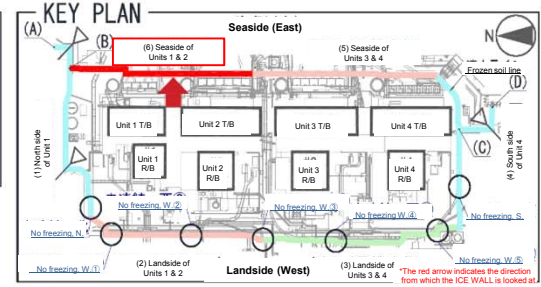 KEY PLAN
(A)
(B)
(6) Seaside of
Units 1 & 2
Seaside (East)
(5) Seaside of
Units 3 & 4
N
Frozen soil line
(D)
(1) North side
of Unit 1
Unit 1 T/B
Unit 2 T/B
Unit 3 T/B
Unit 4 T/B
(C)
(4) South side
of Unit 4
Unit 1
R/B
Unit 2
R/B
Unit 3
R/B
Unit 4
R/B
No freezing, W.②
No freezing, W.③
No freezing, W.④
No freezing, S.
No freezing, N.
No freezing, W.①
(2) Landside of
Units 1 & 2
Landside (West)
(3) Landside of
Units 3 & 4
No freezing, W.⑤
*The red arrow indicates the direction
from which the ICE WALL is looked at